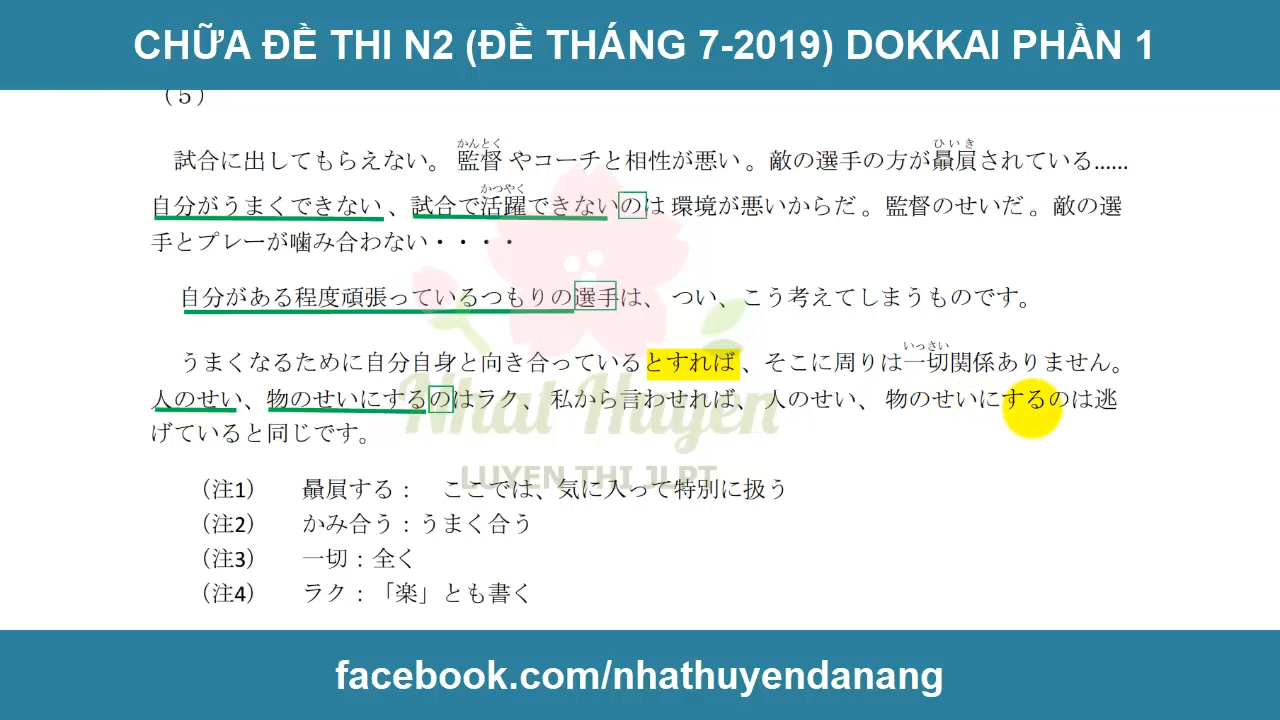 CHỮA ĐỀ THI N2 (ĐỀ THÁNG 7-2019) DOKKAI PHẦN 1
(５)
かんとく ひいき
試合に出してもらえない。監督やコーチと相性が悪い。敵の選手の方が贔屓されている......
かつやく
自分がうまくできない、試合で活躍できないのは環境が悪いからだ。監督のせいだ。敵の選
手とプレーが噛み合わない・・・・
自分がある程度頑張っているつもりの選手は、つい、こう考えてしまうものです。
いっさい
うまくなるために自分自身と向き合っているとすれば、そこに周りは一切関係ありません。
人のせい、物のせいにするのはラク、私から言わせれば、人のせい、物のせいにするのは逃
げていると同じです。
Nhat Huyen
LUYEN THI JLPT
（注1） 贔屓する： ここでは、気に入って特別に扱う
（注2） かみ合う：うまく合う
（注3） 一切：全く
（注4） ラク：「楽」とも書く
facebook.com/nhathuyendanang